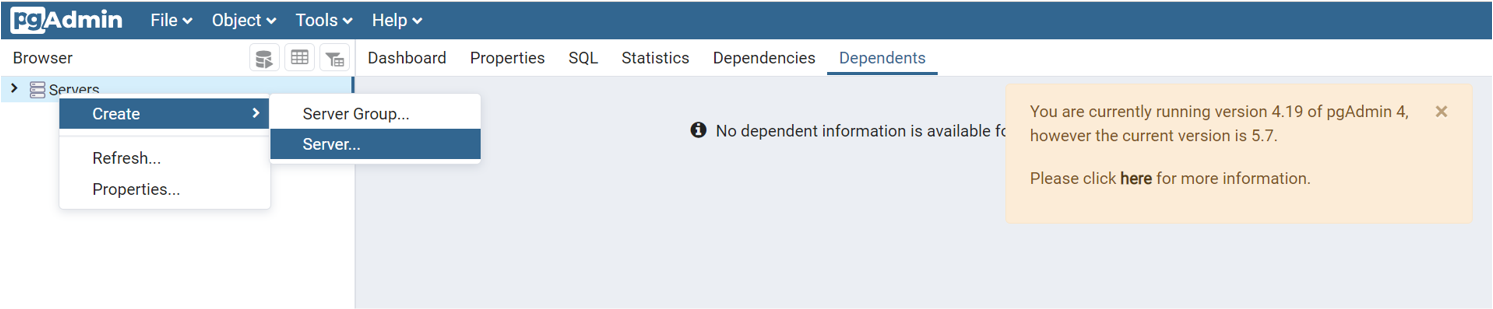 pgAdmin File Object Tools Help
Browser Dashboard Properties SQL Statistics Dependencies Dependents
Servers
Create
Refresh...
Properties...
Server Group...
Server...
No dependent information is available
You are currently running version 4.19 of pgAdmin 4,
however the current version is 5.7.
Please click here for more information.